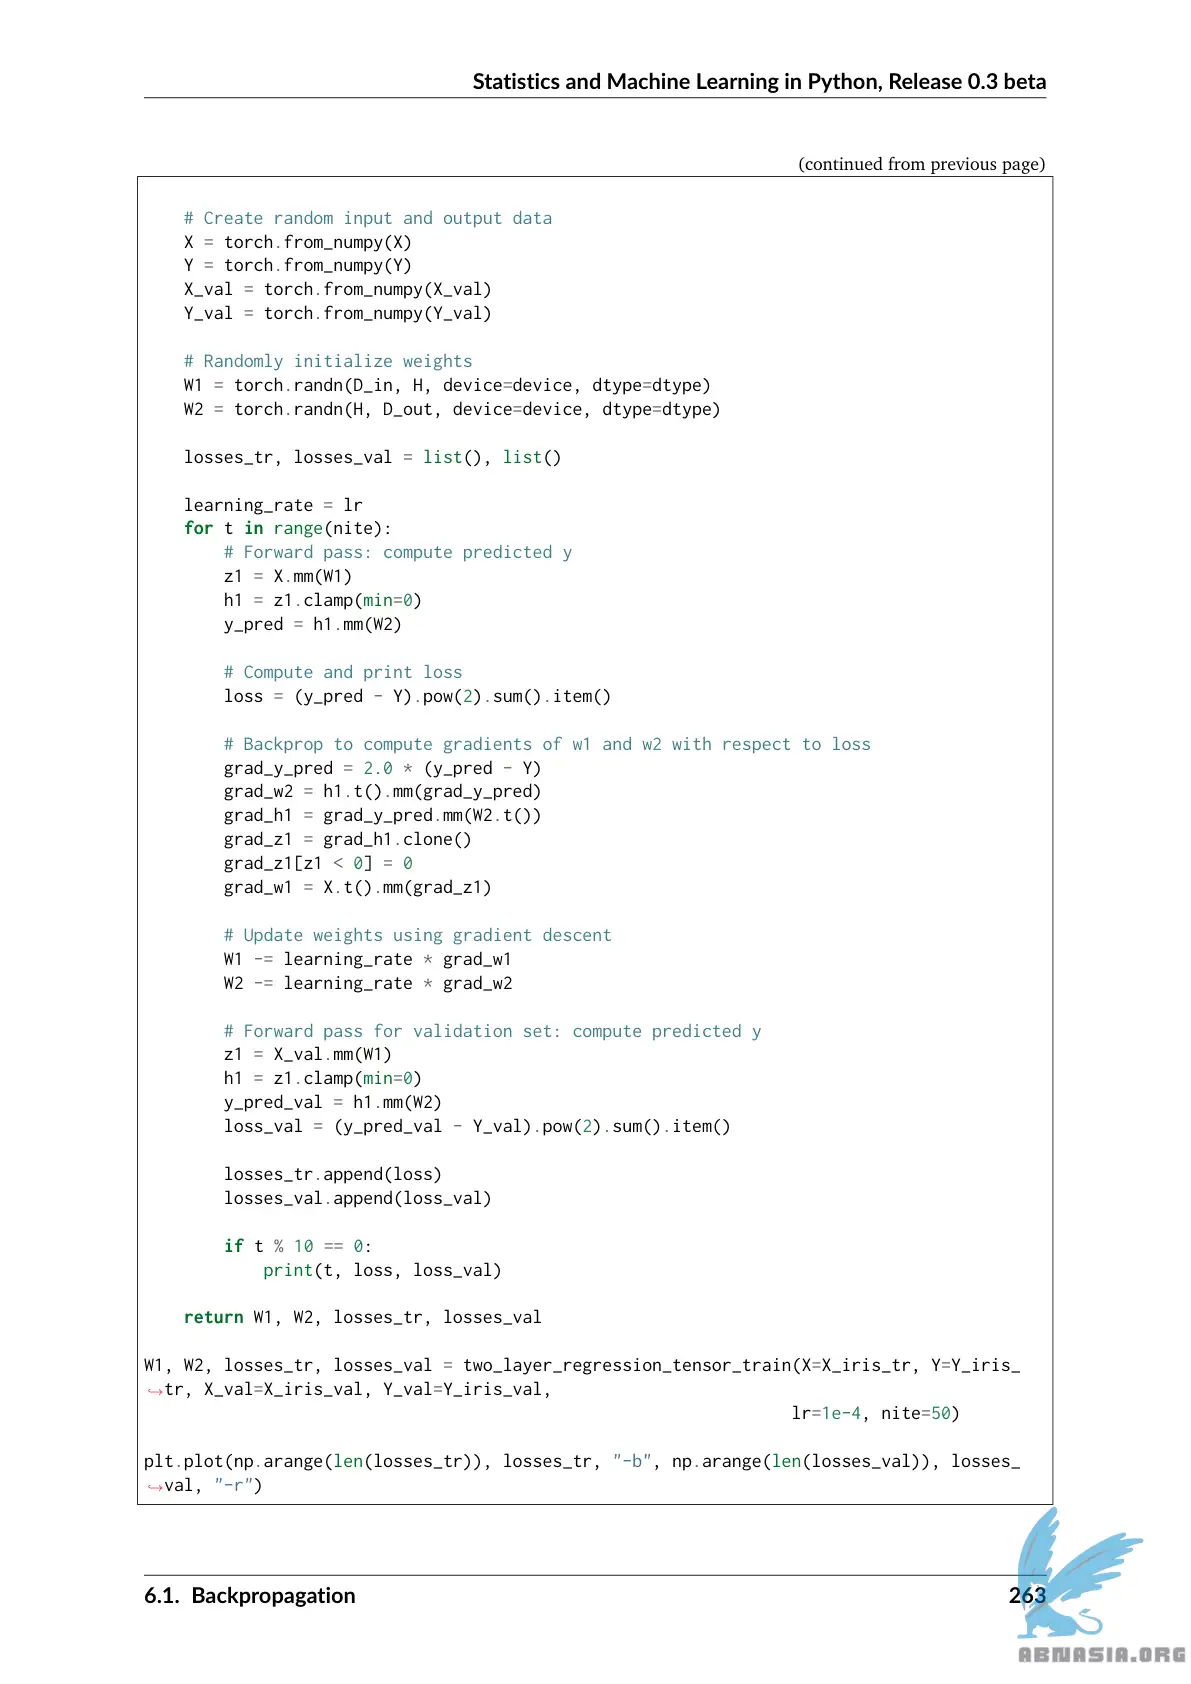 Statistics and Machine Learning in Python, Release 0.3 beta
(continued from previous page)
# Create random input and output data
X = torch.from_numpy(X)
Y = torch.from_numpy(Y)
X_val = torch.from_numpy(X_val)
Y_val = torch.from_numpy(Y_val)
# Randomly initialize weights
W1 = torch.randn(D_in, H, device=device, dtype=dtype)
W2 = torch.randn(H, D_out, device=device, dtype=dtype)
losses_tr, losses_val = list(), list()
learning_rate = lr
for t in range(nite):
# Forward pass: compute predicted y
z1 = X.mm(W1)
h1 = z1.clamp(min=0)
y_pred = h1.mm(W2)
# Compute and print loss
loss = (y_pred - Y).pow(2).sum().item()
# Backprop to compute gradients of w1 and w2 with respect to loss
grad_y_pred = 2.0 * (y_pred - Y)
grad_w2 = h1.t().mm(grad_y_pred)
grad_h1 = grad_y_pred.mm(W2.t())
grad_z1 = grad_h1.clone()
grad_z1[z1 < 0] = 0
grad_w1 = X.t().mm(grad_z1)
# Update weights using gradient descent
W1 -= learning_rate * grad_w1
W2 -= learning_rate * grad_w2
# Forward pass for validation set: compute predicted y
z1 = X_val.mm(W1)
h1 = z1.clamp(min=0)
y_pred_val = h1.mm(W2)
loss_val = (y_pred_val - Y_val).pow(2).sum().item()
losses_tr.append(loss)
losses_val.append(loss_val)
if t % 10 == 0:
print(t, loss, loss_val)
return W1, W2, losses_tr, losses_val
W1, W2, losses_tr, losses_val = two_layer_regression_tensor_train(X=X_iris_tr, Y=Y_iris_
↪tr, X_val=X_iris_val, Y_val=Y_iris_val,
lr=1e-4, nite=50)
plt.plot(np.arange(len(losses_tr)), losses_tr, "-b", np.arange(len(losses_val)), losses_
↪val, "-r")
6.1. Backpropagation 263
ABNASIA.ORG